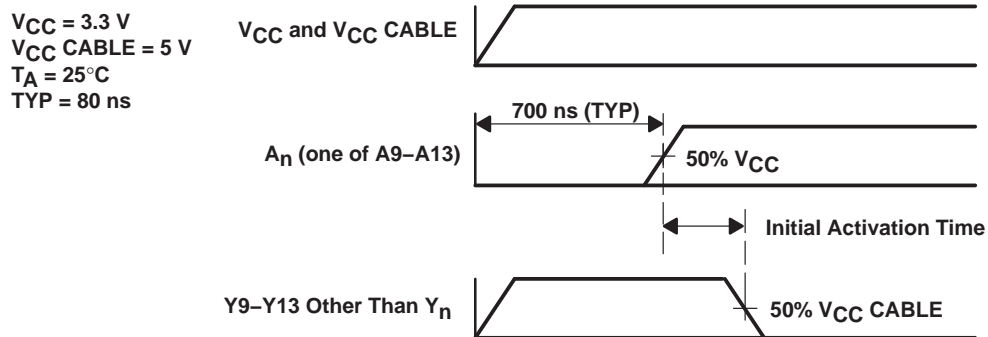 VCC = 3.3 V
VCC CABLE = 5 V
TA = 25°C
TYP = 80 ns
VCC and VCC CABLE
700 ns (TYP)
An (one of A9–A13)
50% VCC
Initial Activation Time
Y9–Y13 Other Than Yn
50% VCC CABLE